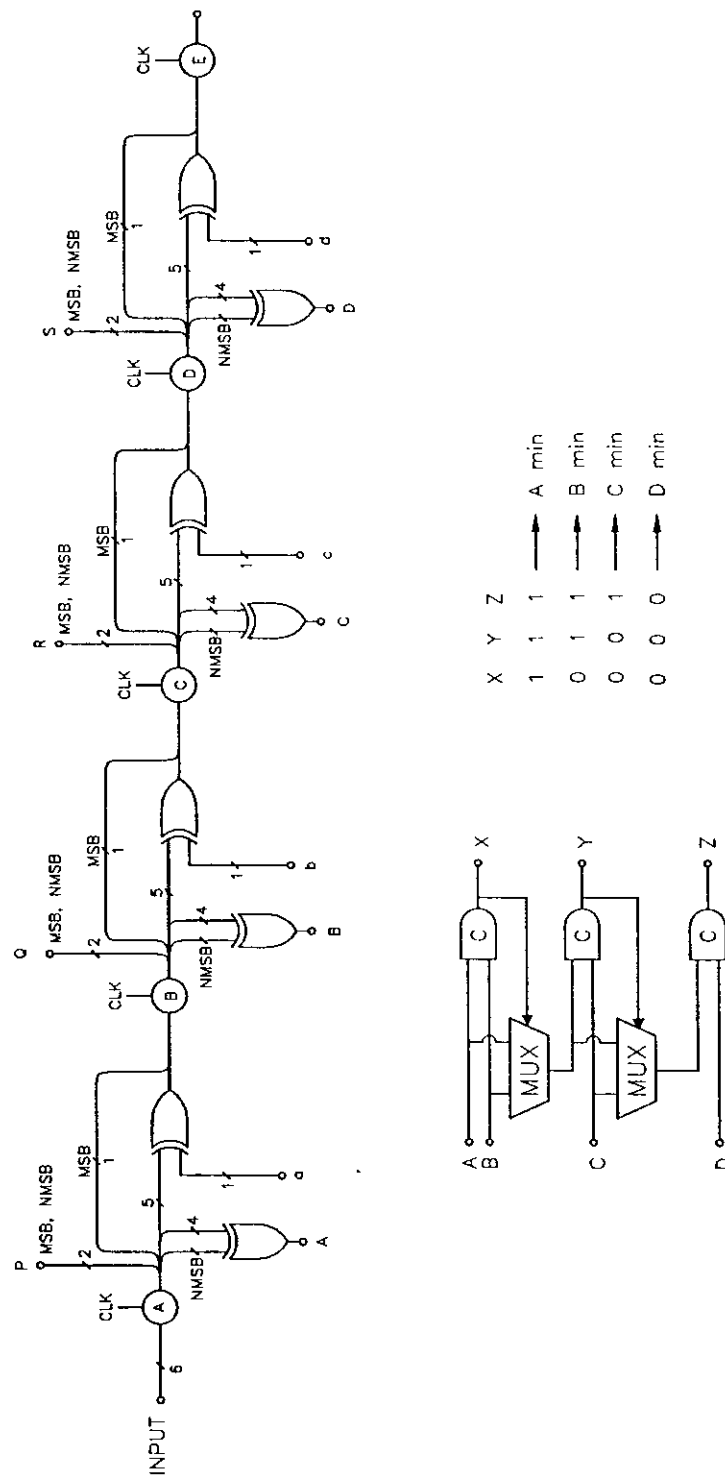 INPUT
6
CLK
A
P
MSB, NMSB
2
MSB
1
5
NMSB
4
A
1
a
CLK
B
Q
MSB, NMSB
2
MSB
1
5
NMSB
4
B
1
b
CLK
C
R
MSB, NMSB
2
MSB
1
5
NMSB
4
C
1
c
CLK
D
S
MSB, NMSB
2
MSB
1
5
NMSB
4
D
1
d
CLK
E
A
B
C
D
MUX
MUX
C
C
C
X
Y
Z
X Y Z
1 1 1 A min
0 1 1 B min
0 0 1 C min
0 0 0 D min